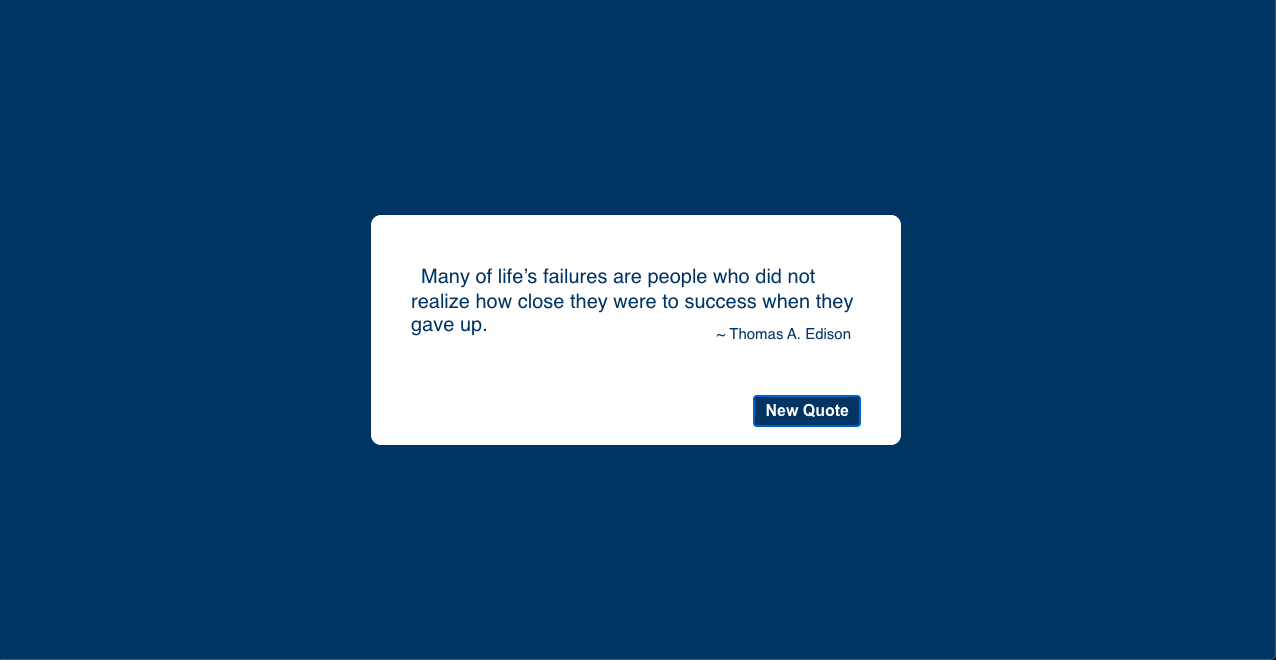 Many of life’s failures are people who did not
realize how close they were to success when they
gave up.
~ Thomas A. Edison
New Quote